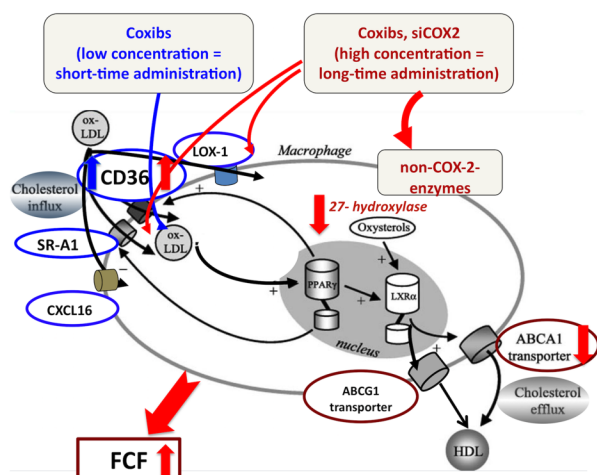 Coxibs
(low concentration =
short-time administration)
Coxibs, siCOX2
(high concentration =
long-time administration)
ox-
LDL
LOX-1
Macrophage
non-COX-2-
enzymes
CD36
Cholesterol
influx
+
27- hydroxylase
Oxysterols
SR-A1
ox-
LDL
+
PPARγ
+
LXRα
+
−
CXCL16
nucleus
+
ABCA1
transporter
ABCG1
transporter
Cholesterol
efflux
HDL
FCF